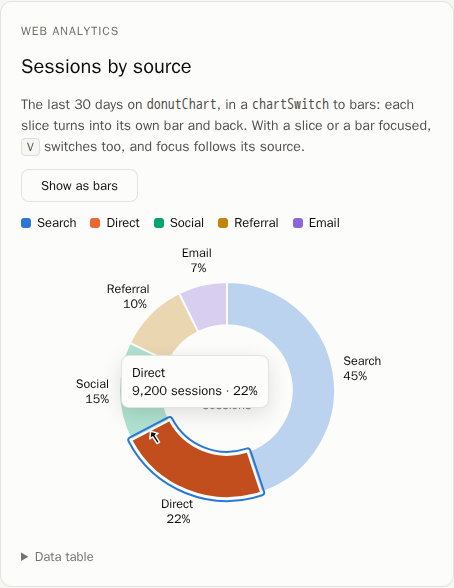 WEB ANALYTICS
Sessions by source
The last 30 days on donutChart, in a chartSwitch to bars: each
slice turns into its own bar and back. With a slice or a bar focused,
V switches too, and focus follows its source.
Show as bars
Search Direct Social Referral Email
Email
7%
Referral
10%
Search
45%
Direct
9,200 sessions · 22%
Social
15%
sessions
Direct
22%
Data table